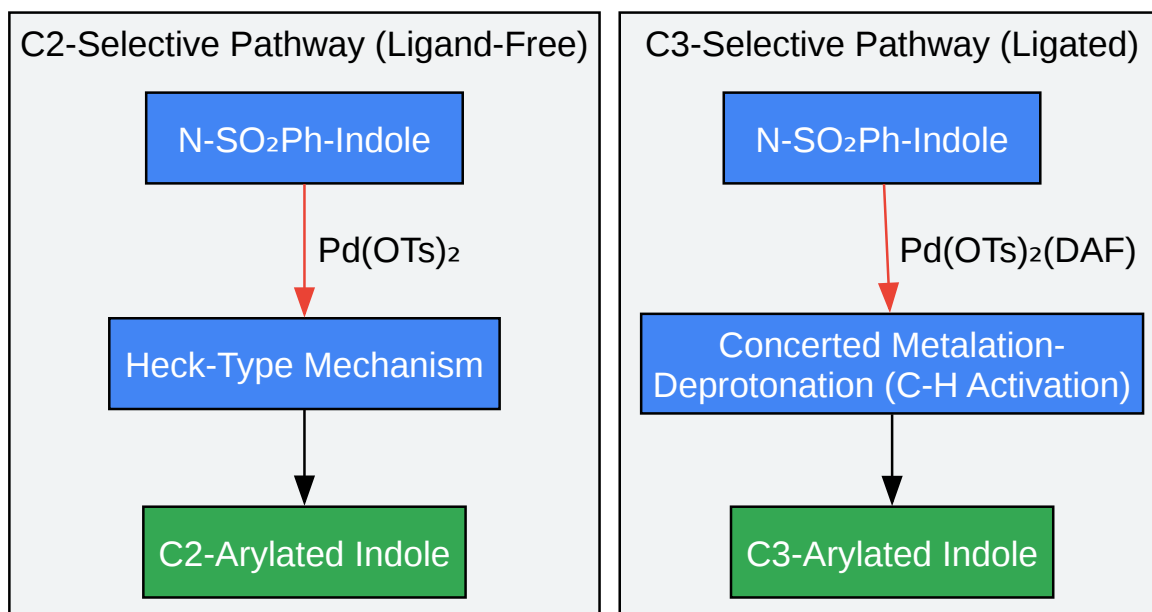 C2-Selective Pathway (Ligand-Free)
N-SO₂Ph-Indole
Pd(OTs)₂
Heck-Type Mechanism
C2-Arylated Indole
C3-Selective Pathway (Ligated)
N-SO₂Ph-Indole
Pd(OTs)₂(DAF)
Concerted Metalation-
Deprotonation (C-H Activation)
C3-Arylated Indole